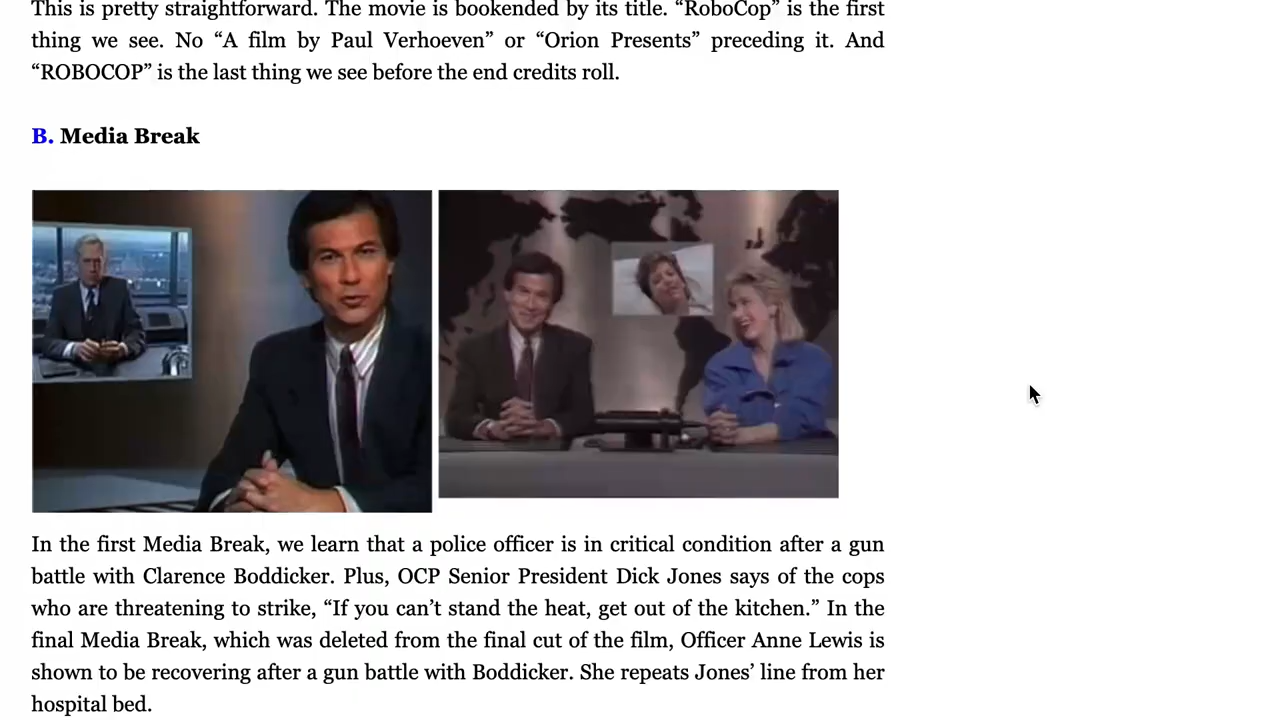 This is pretty straightforward. The movie is bookended by its title. “RoboCop” is the first
thing we see. No “A film by Paul Verhoeven” or “Orion Presents” preceding it. And
“ROBOCOP” is the last thing we see before the end credits roll.
B. Media Break
In the first Media Break, we learn that a police officer is in critical condition after a gun
battle with Clarence Boddicker. Plus, OCP Senior President Dick Jones says of the cops
who are threatening to strike, “If you can’t stand the heat, get out of the kitchen.” In the
final Media Break, which was deleted from the final cut of the film, Officer Anne Lewis is
shown to be recovering after a gun battle with Boddicker. She repeats Jones’ line from her
hospital bed.